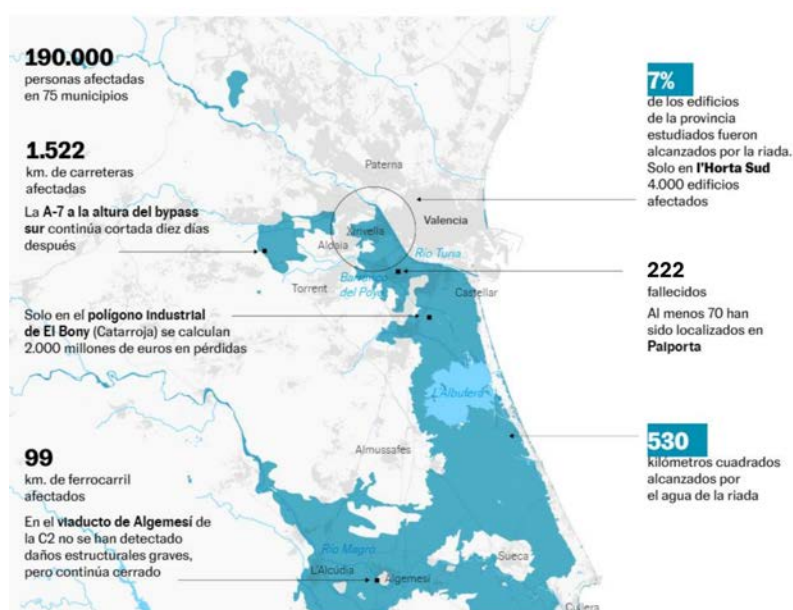 190.000
personas afectadas
en 75 municipios
1.522
km. de carreteras
afectadas
La A-7 a la altura del bypass
sur continúa cortada diez días
después
Solo en el polígono industrial
de El Bony (Catarroja) se calculan
2.000 millones de euros en pérdidas
99
km. de ferrocarril
afectados
En el viaducto de Algemesí de
la C2 no se han detectado
daños estructurales graves,
pero continúa cerrado
Paterna
Valencia
Xirivella
Aldaia
Río Turia
Barranco
del Poyo
Torrent
Castellar
L'Albufera
Almussafes
Río Magro
L'Alcúdia
Algemesí
Sueca
Cullera
7%
de los edificios
de la provincia
estudiados fueron
alcanzados por la riada.
Solo en l'Horta Sud
4.000 edificios
afectados
222
fallecidos
Al menos 70 han
sido localizados en
Paiporta
530
kilómetros cuadrados
alcanzados por
el agua de la riada